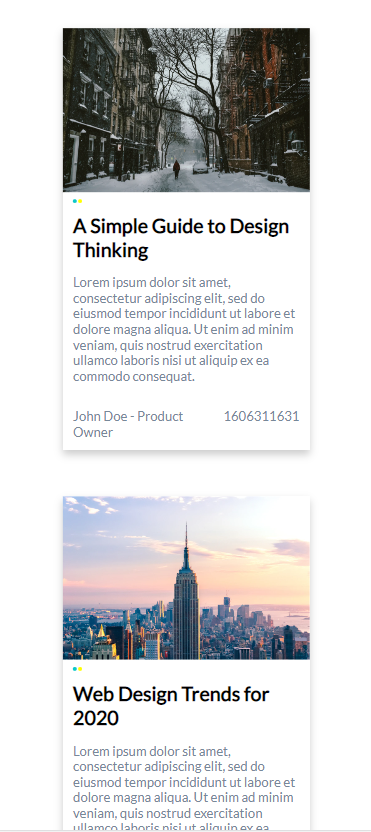 A Simple Guide to Design
Thinking
Lorem ipsum dolor sit amet,
consectetur adipiscing elit, sed do
eiusmod tempor incididunt ut labore et
dolore magna aliqua. Ut enim ad minim
veniam, quis nostrud exercitation
ullamco laboris nisi ut aliquip ex ea
commodo consequat.
John Doe - Product 1606311631
Owner
Web Design Trends for
2020
Lorem ipsum dolor sit amet,
consectetur adipiscing elit, sed do
eiusmod tempor incididunt ut labore et
dolore magna aliqua. Ut enim ad minim
veniam, quis nostrud exercitation
ullamco laboris nisi ut aliquip ex ea